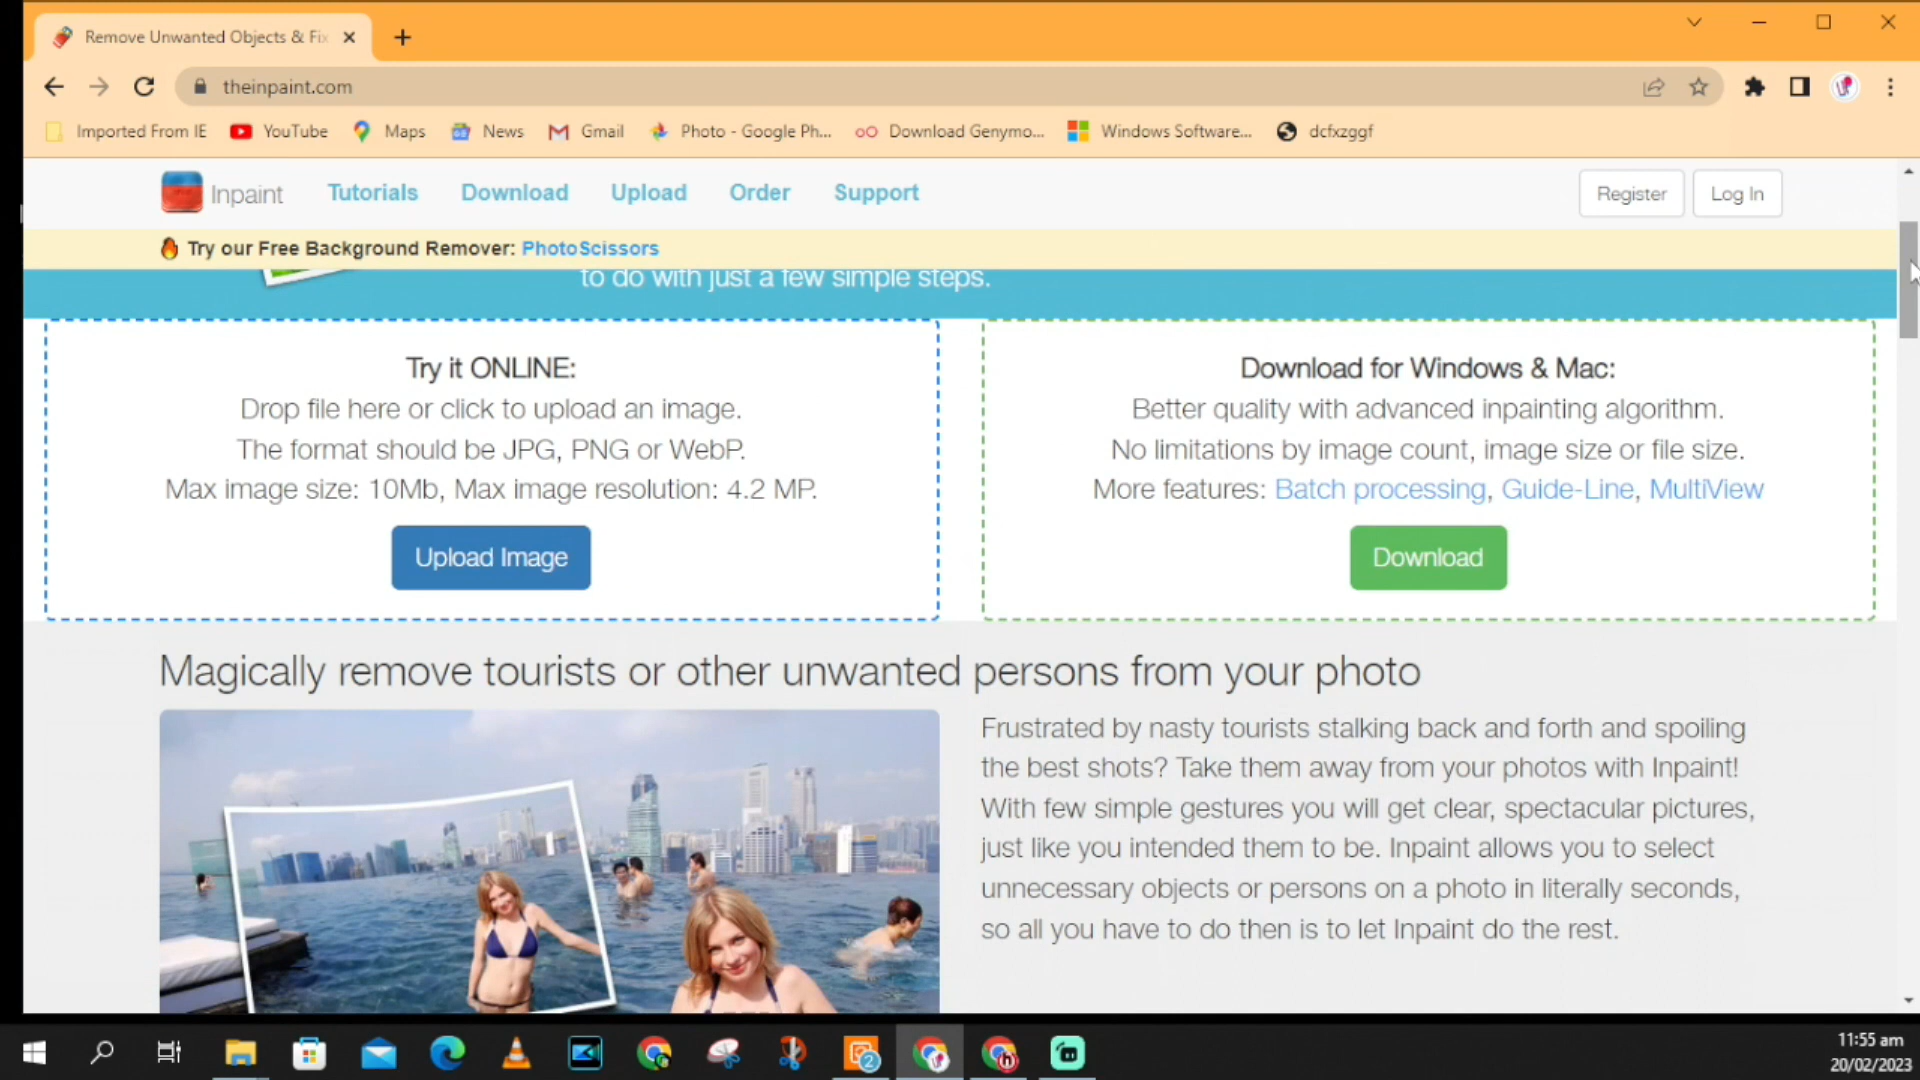 Remove Unwanted Objects & Fix
theinpaint.com
Imported From IE YouTube Maps News Gmail Photo - Google Ph... Download Genymo... Windows Software... dcfxzggf
Inpaint Tutorials Download Upload Order Support Register Log In
Try our Free Background Remover: PhotoScissors
to do with just a few simple steps.
Try it ONLINE:
Drop file here or click to upload an image.
The format should be JPG, PNG or WebP.
Max image size: 10Mb, Max image resolution: 4.2 MP.
Upload Image
Download for Windows & Mac:
Better quality with advanced inpainting algorithm.
No limitations by image count, image size or file size.
More features: Batch processing, Guide-Line, MultiView
Download
Magically remove tourists or other unwanted persons from your photo
Frustrated by nasty tourists stalking back and forth and spoiling
the best shots? Take them away from your photos with Inpaint!
With few simple gestures you will get clear, spectacular pictures,
just like you intended them to be. Inpaint allows you to select
unnecessary objects or persons on a photo in literally seconds,
so all you have to do then is to let Inpaint do the rest.
2
11:55 am
20/02/2023